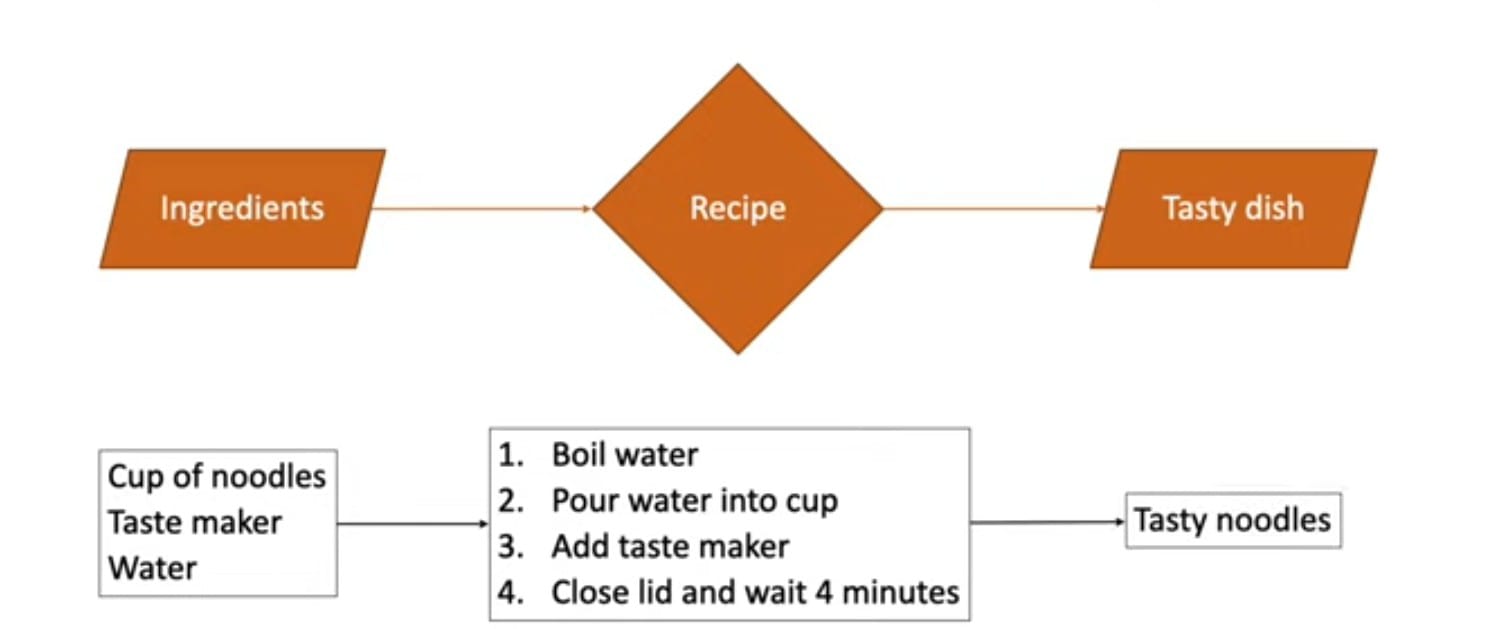 Ingredients
Recipe
Tasty dish
Cup of noodles
Taste maker
Water
1. Boil water
2. Pour water into cup
3. Add taste maker
4. Close lid and wait 4 minutes
Tasty noodles